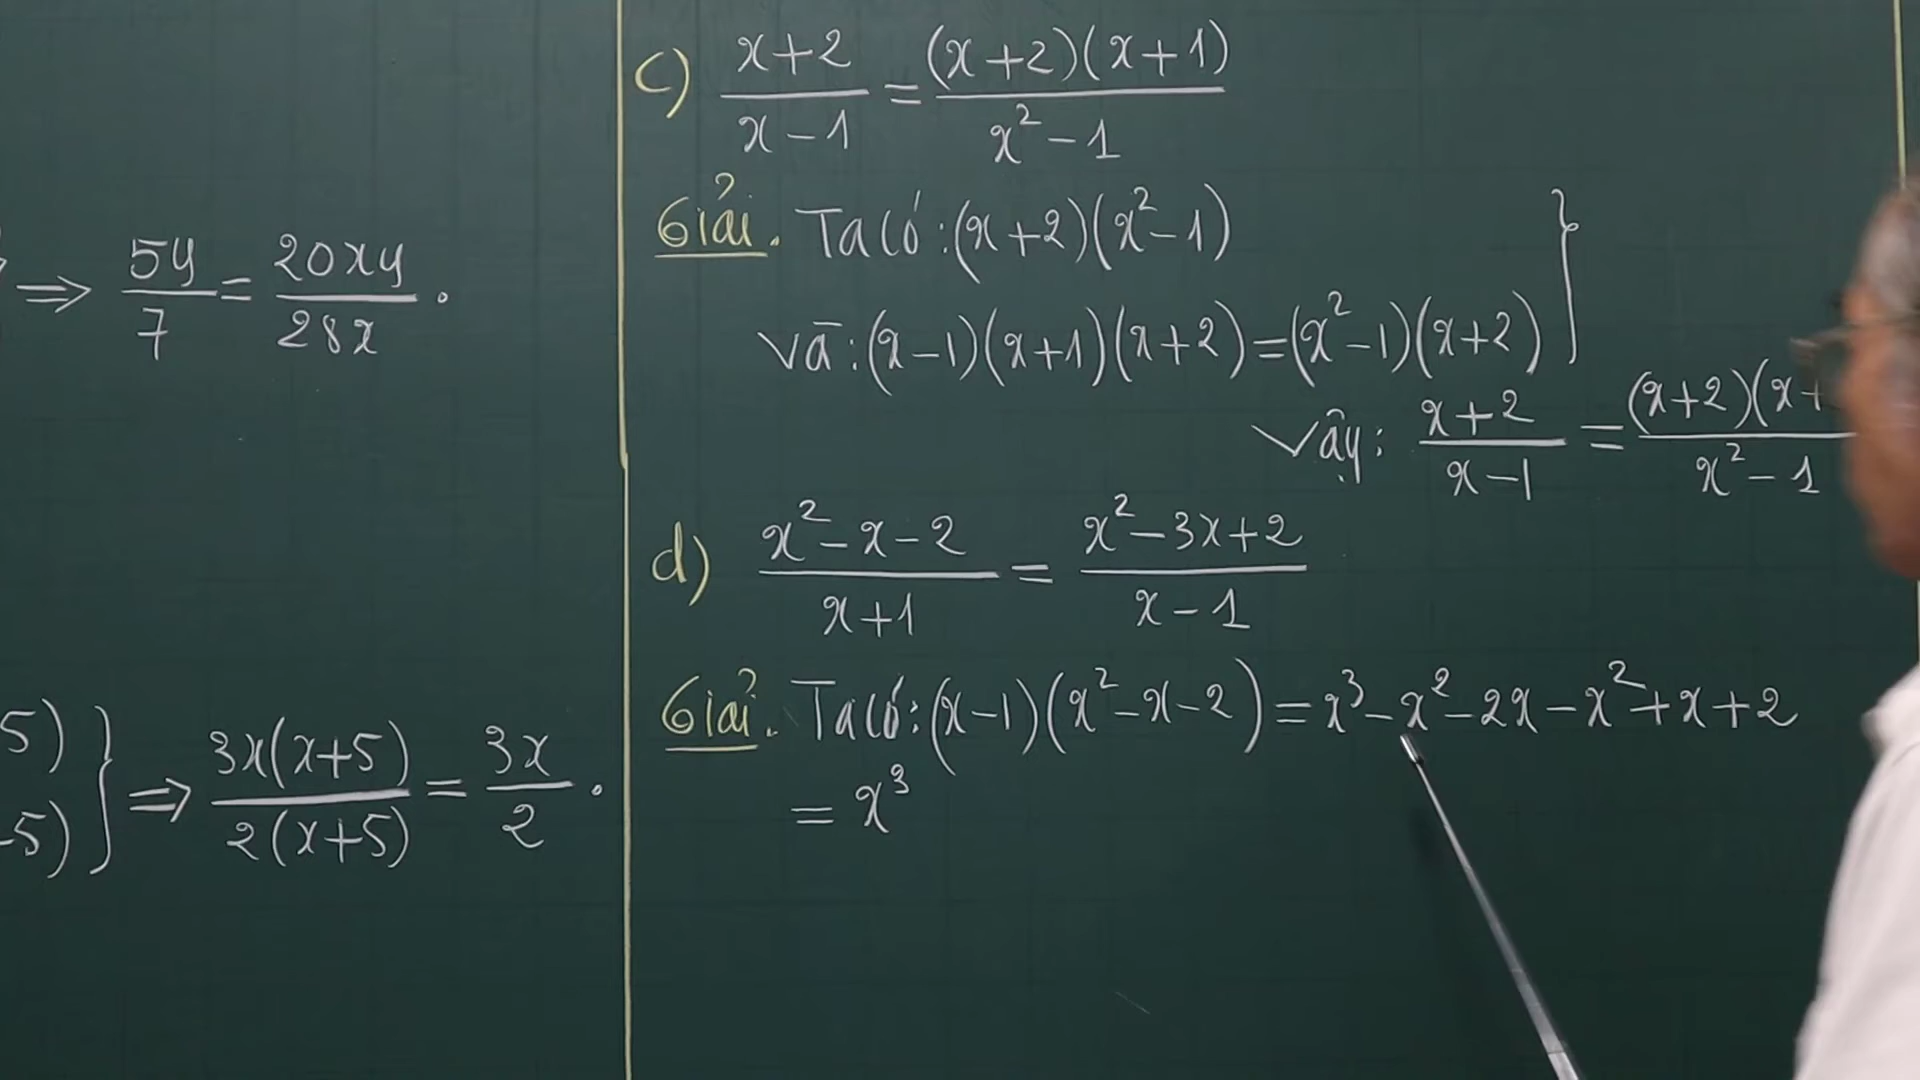 ⇒ 5y/7 = 20xy/28x .
5)
-5)
} ⇒ 3x(x+5)/2(x+5) = 3x/2 .
c) x+2/x-1 = (x+2)(x+1)/x²-1
Giải. Ta có: (x+2)(x²-1)
và: (x-1)(x+1)(x+2) = (x²-1)(x+2) }
Vậy: x+2/x-1 = (x+2)(x+/x²-1
d) x²-x-2/x+1 = x²-3x+2/x-1
Giải. Ta có: (x-1)(x²-x-2) = x³-x²-2x-x²+x+2
= x³